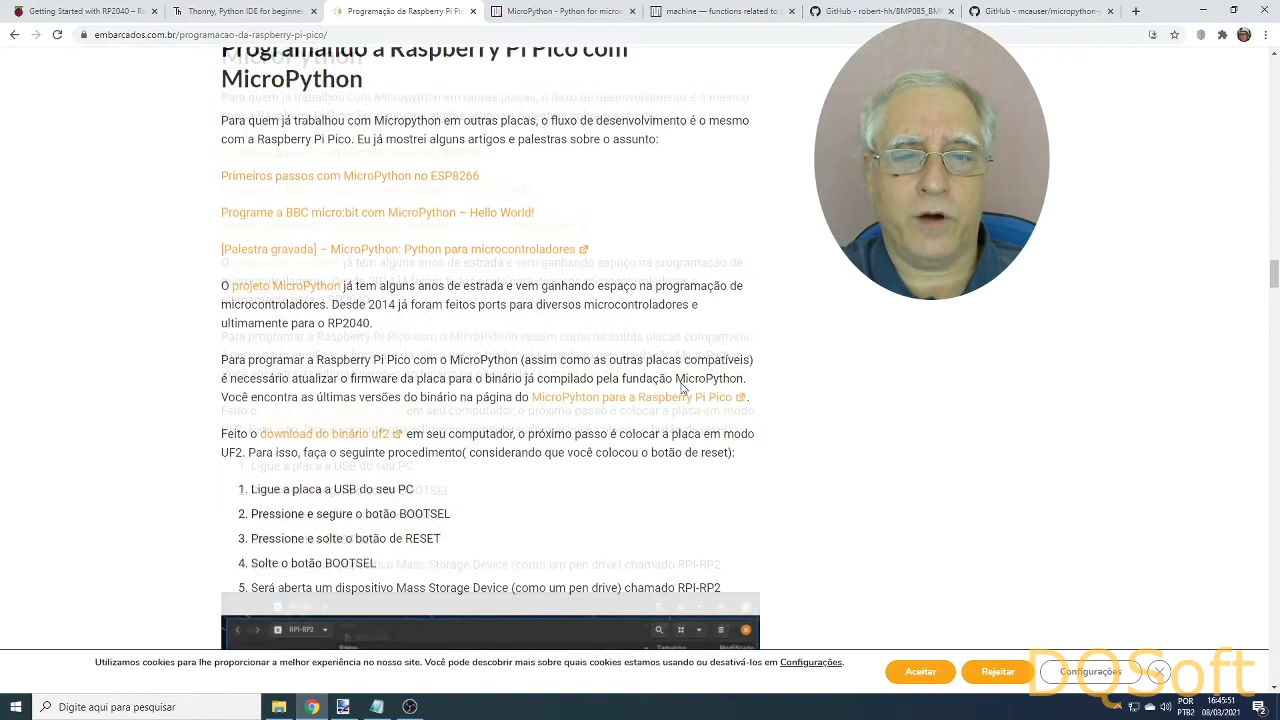 Getting Started with RP2040 – R
Thonny, Python IDE for beginn
Programação da Raspberry Pi Pic
MicroPython - Python for microc
machine — functions related to
GitHub - robert-hh/BMP085_BM
GitHub - mcauser/micropython-p
embarcados.com.br/programacao-da-raspberry-pi-pico/
Programando a Raspberry Pi Pico com
MicroPython
Para quem já trabalhou com Micropython em outras placas, o fluxo de desenvolvimento é o mesmo
com a Raspberry Pi Pico. Eu já mostrei alguns artigos e palestras sobre o assunto:
Primeiros passos com MicroPython no ESP8266
Programe a BBC micro:bit com MicroPython – Hello World!
[Palestra gravada] – MicroPython: Python para microcontroladores
O projeto MicroPython já tem alguns anos de estrada e vem ganhando espaço na programação de
microcontroladores. Desde 2014 já foram feitos ports para diversos microcontroladores e
ultimamente para o RP2040.
Para programar a Raspberry Pi Pico com o MicroPython (assim como as outras placas compatíveis)
é necessário atualizar o firmware da placa para o binário já compilado pela fundação MicroPython.
Você encontra as últimas versões do binário na página do MicroPyhton para a Raspberry Pi Pico .
Feito o download do binário uf2 em seu computador, o próximo passo é colocar a placa em modo
UF2. Para isso, faça o seguinte procedimento( considerando que você colocou o botão de reset):
1. Ligue a placa a USB do seu PC
2. Pressione e segure o botão BOOTSEL
3. Pressione e solte o botão de RESET
4. Solte o botão BOOTSEL
5. Será aberta um dispositivo Mass Storage Device (como um pen drive) chamado RPI-RP2
RPI-RP2
Nome Tamanho Modificado
Utilizamos cookies para lhe proporcionar a melhor experiência no nosso site. Você pode descobrir mais sobre quais cookies estamos usando ou desativá-los em Configurações.
Aceitar
Rejeitar
Configurações
DQSoft
Digite aqui para pesquisar
POR
PTB2
16:45:51
08/03/2021